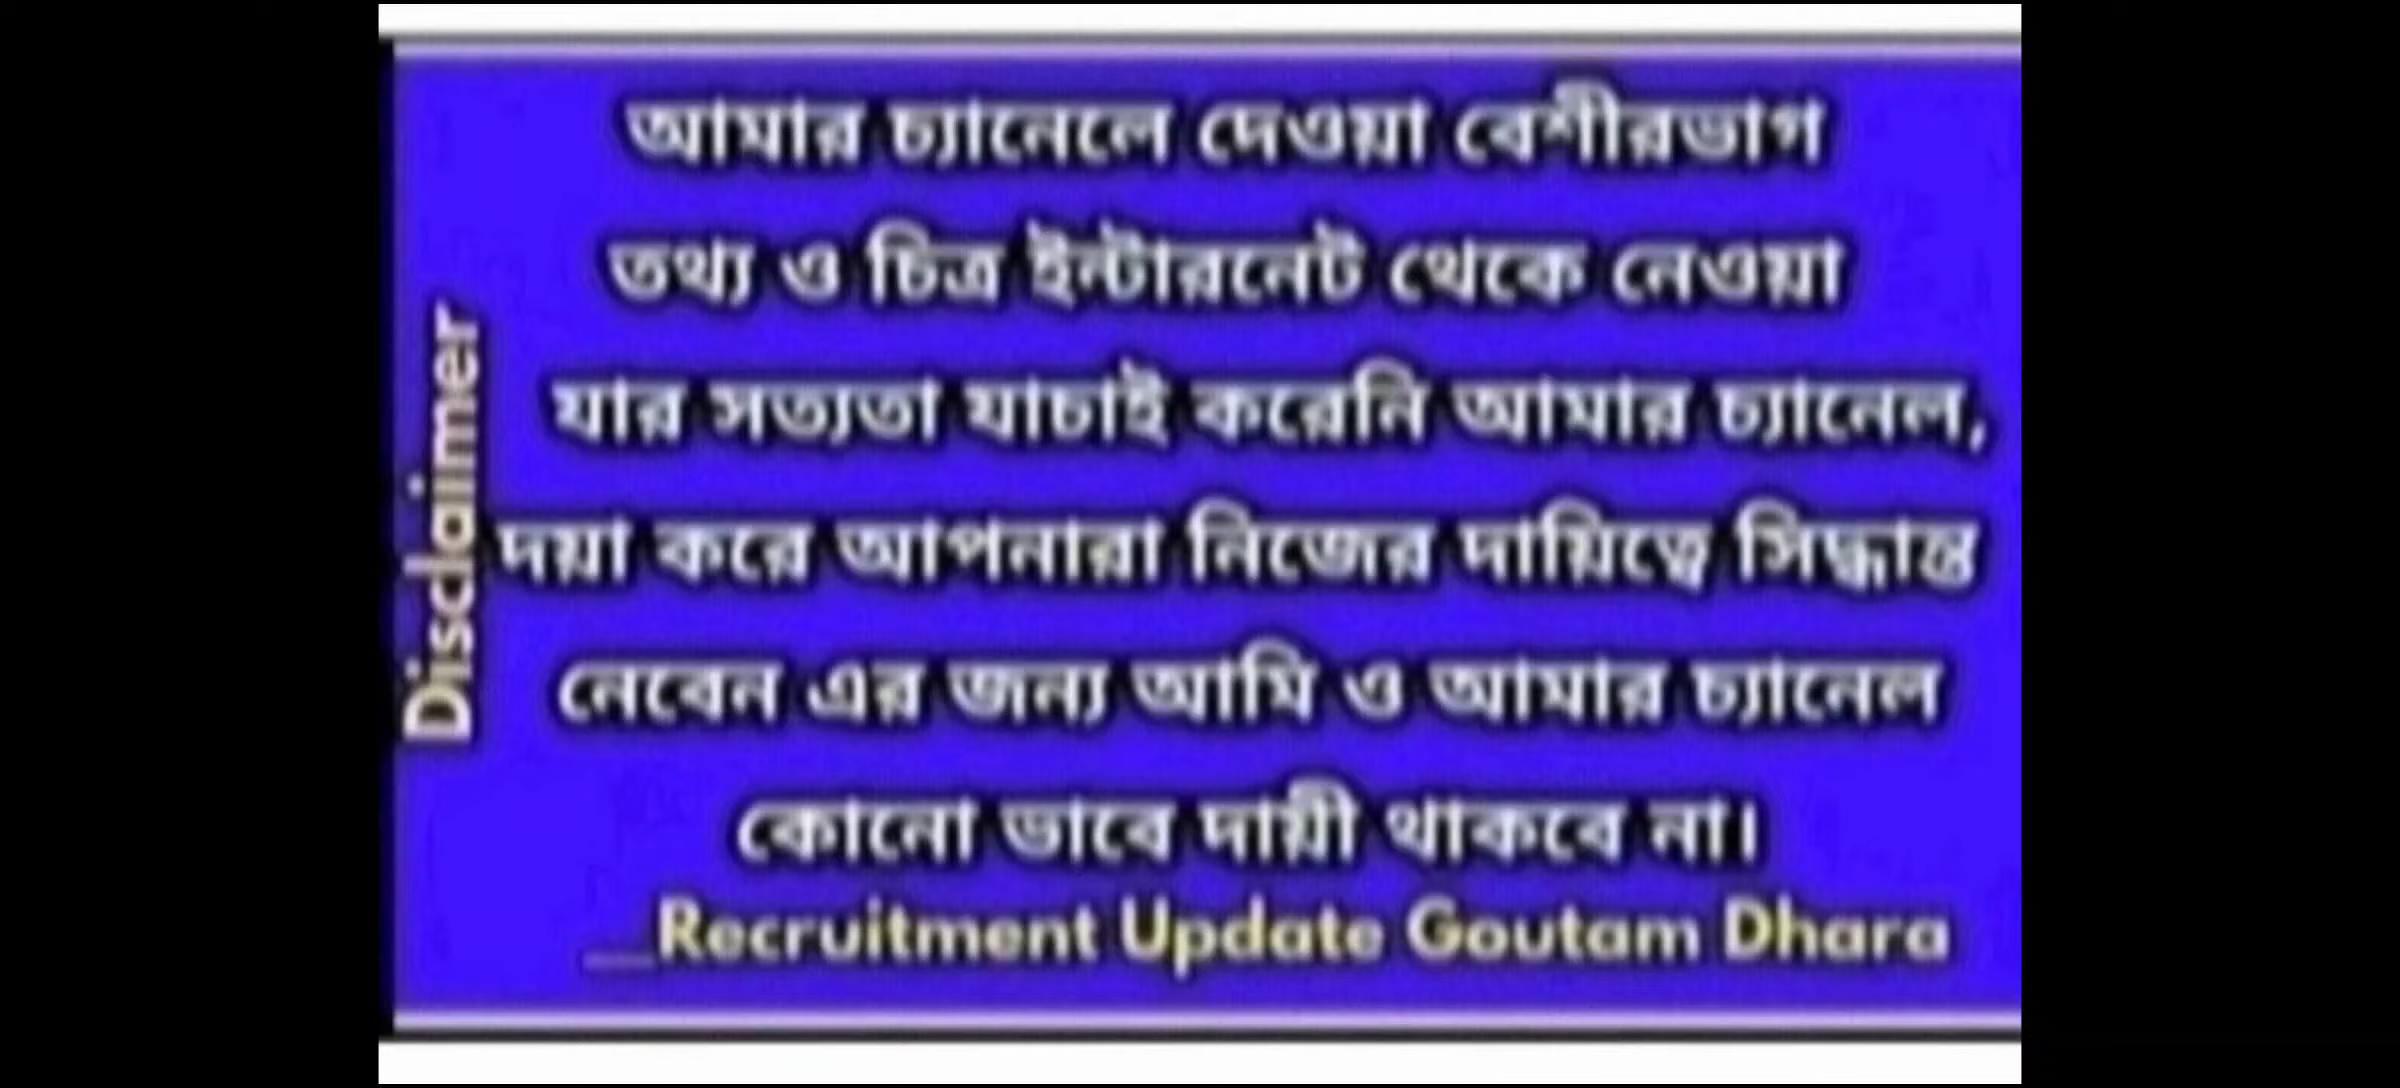 Disclaimer
আমার চ্যানেলে দেওয়া বেশীরভাগ
তথ্য ও চিত্র ইন্টারনেট থেকে নেওয়া
যার সত্যতা যাচাই করেনি আমার চ্যানেল,
দয়া করে আপনারা নিজের দায়িত্বে সিদ্ধান্ত
নেবেন এর জন্য আমি ও আমার চ্যানেল
কোনো ভাবে দায়ী থাকবে না।
__Recruitment Update Goutam Dhara